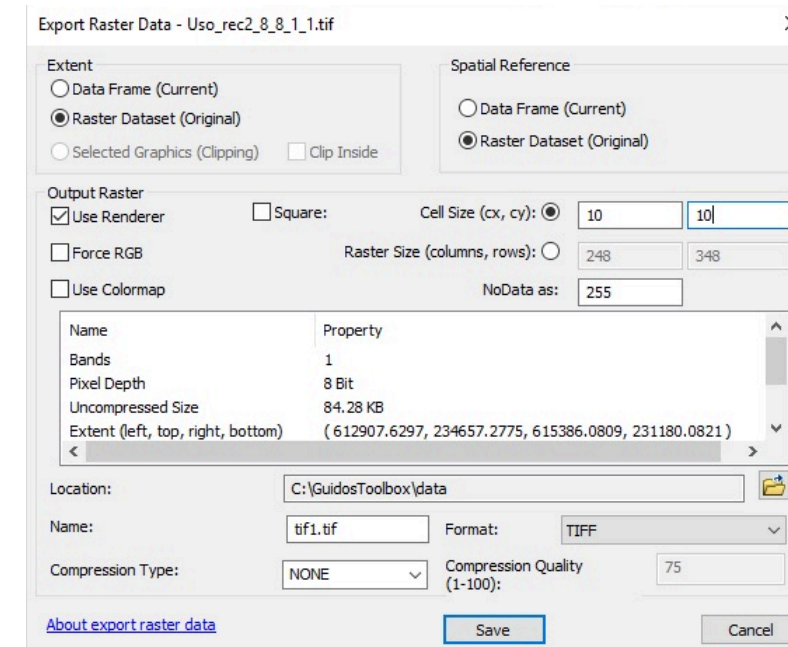 Export Raster Data - Uso_rec2_8_8_1_1.tif
Extent
Data Frame (Current)
Raster Dataset (Original)
Selected Graphics (Clipping) Clip Inside
Spatial Reference
Data Frame (Current)
Raster Dataset (Original)
Output Raster
Use Renderer Square: Cell Size (cx, cy): 10 10
Force RGB Raster Size (columns, rows): 248 348
Use Colormap NoData as: 255
Name Property
Bands 1
Pixel Depth 8 Bit
Uncompressed Size 84.28 KB
Extent (left, top, right, bottom) ( 612907.6297, 234657.2775, 615386.0809, 231180.0821 )
Location: C:\GuidosToolbox\data
Name: tif1.tif Format: TIFF
Compression Type: NONE Compression Quality (1-100): 75
About export raster data Save Cancel